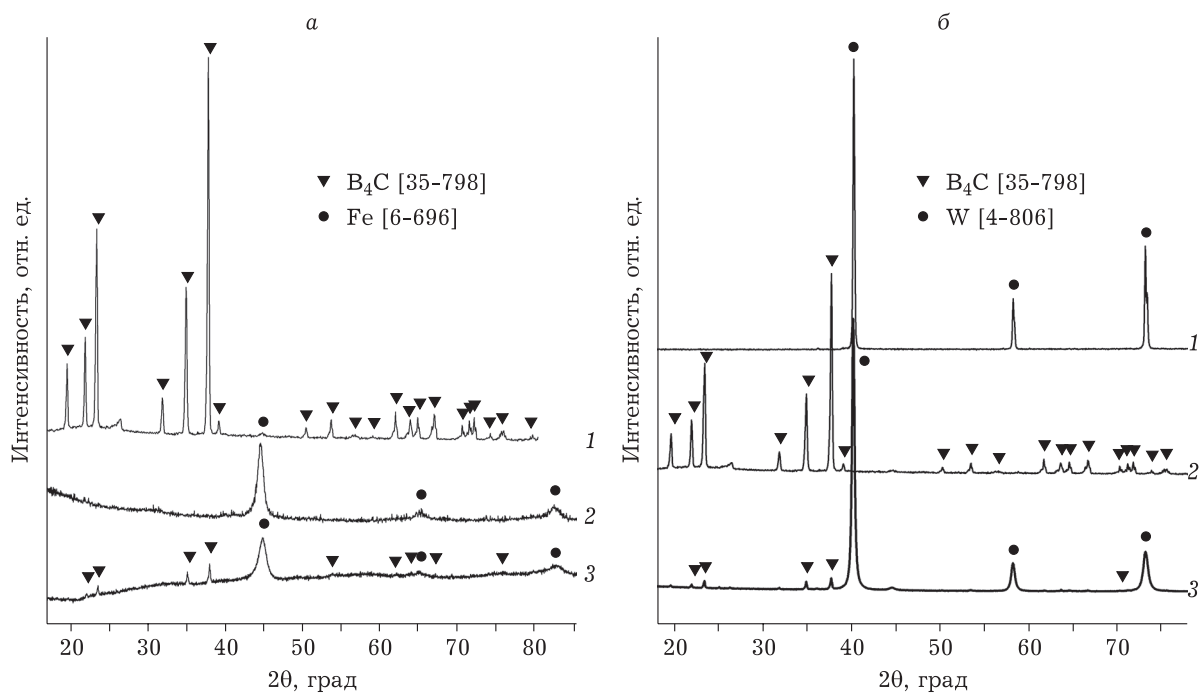 а
Интенсивность, отн. ед.
B₄C [35-798]
Fe [6-696]
1
2
3
20 30 40 50 60 70 80
2θ, град
б
Интенсивность, отн. ед.
B₄C [35-798]
W [4-806]
1
2
3
20 30 40 50 60 70
2θ, град